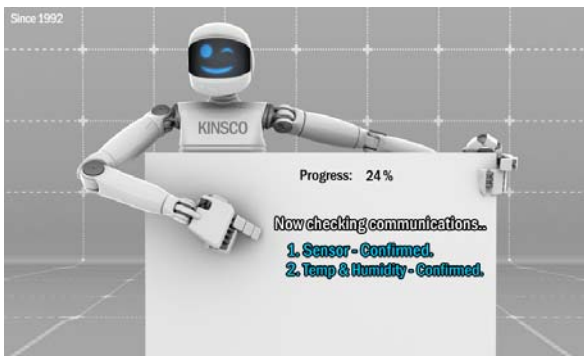 Since 1992
KINSCO
Progress: 24 %
Now checking communications..
1. Sensor - Confirmed.
2. Temp & Humidity - Confirmed.